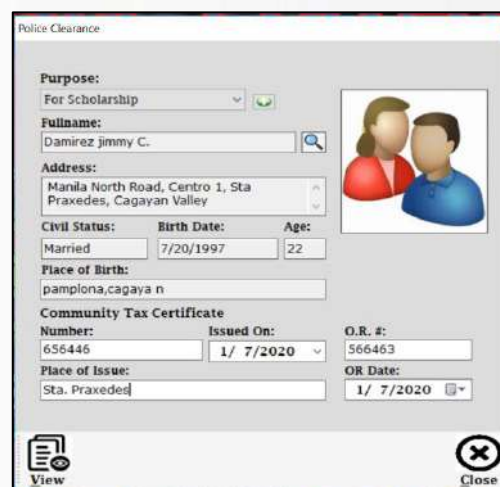 Police Clearance
Purpose:
For Scholarship
Fullname:
Damirez jimmy C.
Address:
Manila North Road, Centro 1, Sta
Praxedes, Cagayan Valley
Civil Status: Birth Date: Age:
Married 7/20/1997 22
Place of Birth:
pamplona,cagaya n
Community Tax Certificate
Number: Issued On: O.R. #:
656446 1/ 7/2020 566463
Place of Issue: OR Date:
Sta. Praxedes 1/ 7/2020
View Close